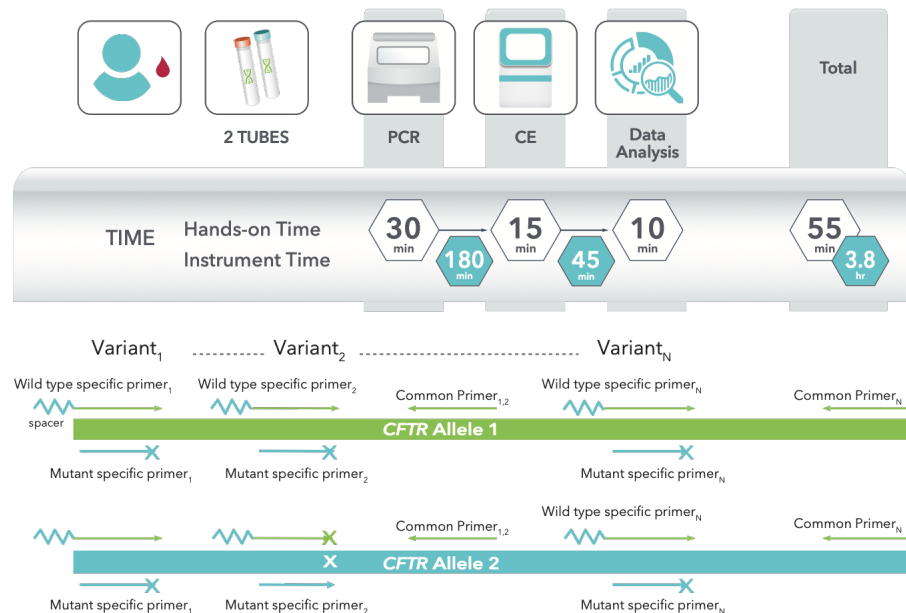 2 TUBES
PCR
CE
Data
Analysis
Total
TIME
Hands-on Time
Instrument Time
30
min
180
min
15
min
45
min
10
min
55
min
3.8
hr
Variant1
Variant2
VariantN
Wild type specific primer1
Wild type specific primer2
Common Primer1,2
Wild type specific primerN
Common PrimerN
spacer
CFTR Allele 1
Mutant specific primer1
Mutant specific primer2
Mutant specific primerN
Wild type specific primerN
Common Primer1,2
Common PrimerN
X
CFTR Allele 2
Mutant specific primer1
Mutant specific primer2
Mutant specific primerN